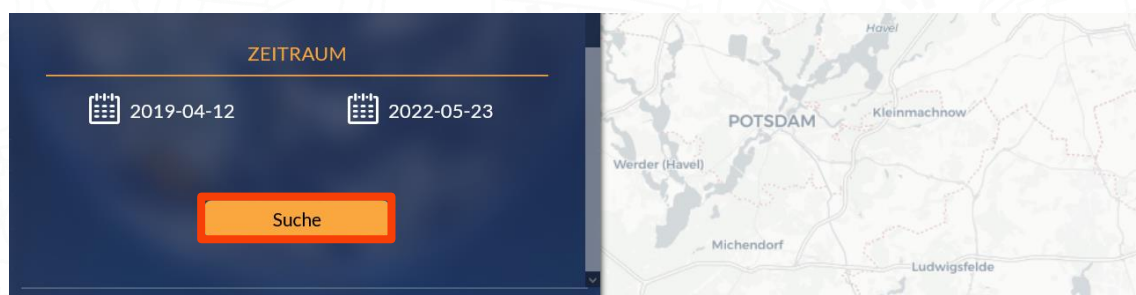 ZEITRAUM
2019-04-12
2022-05-23
Suche
Havel
POTSDAM
Kleinmachnow
Werder (Havel)
Michendorf
Ludwigsfelde